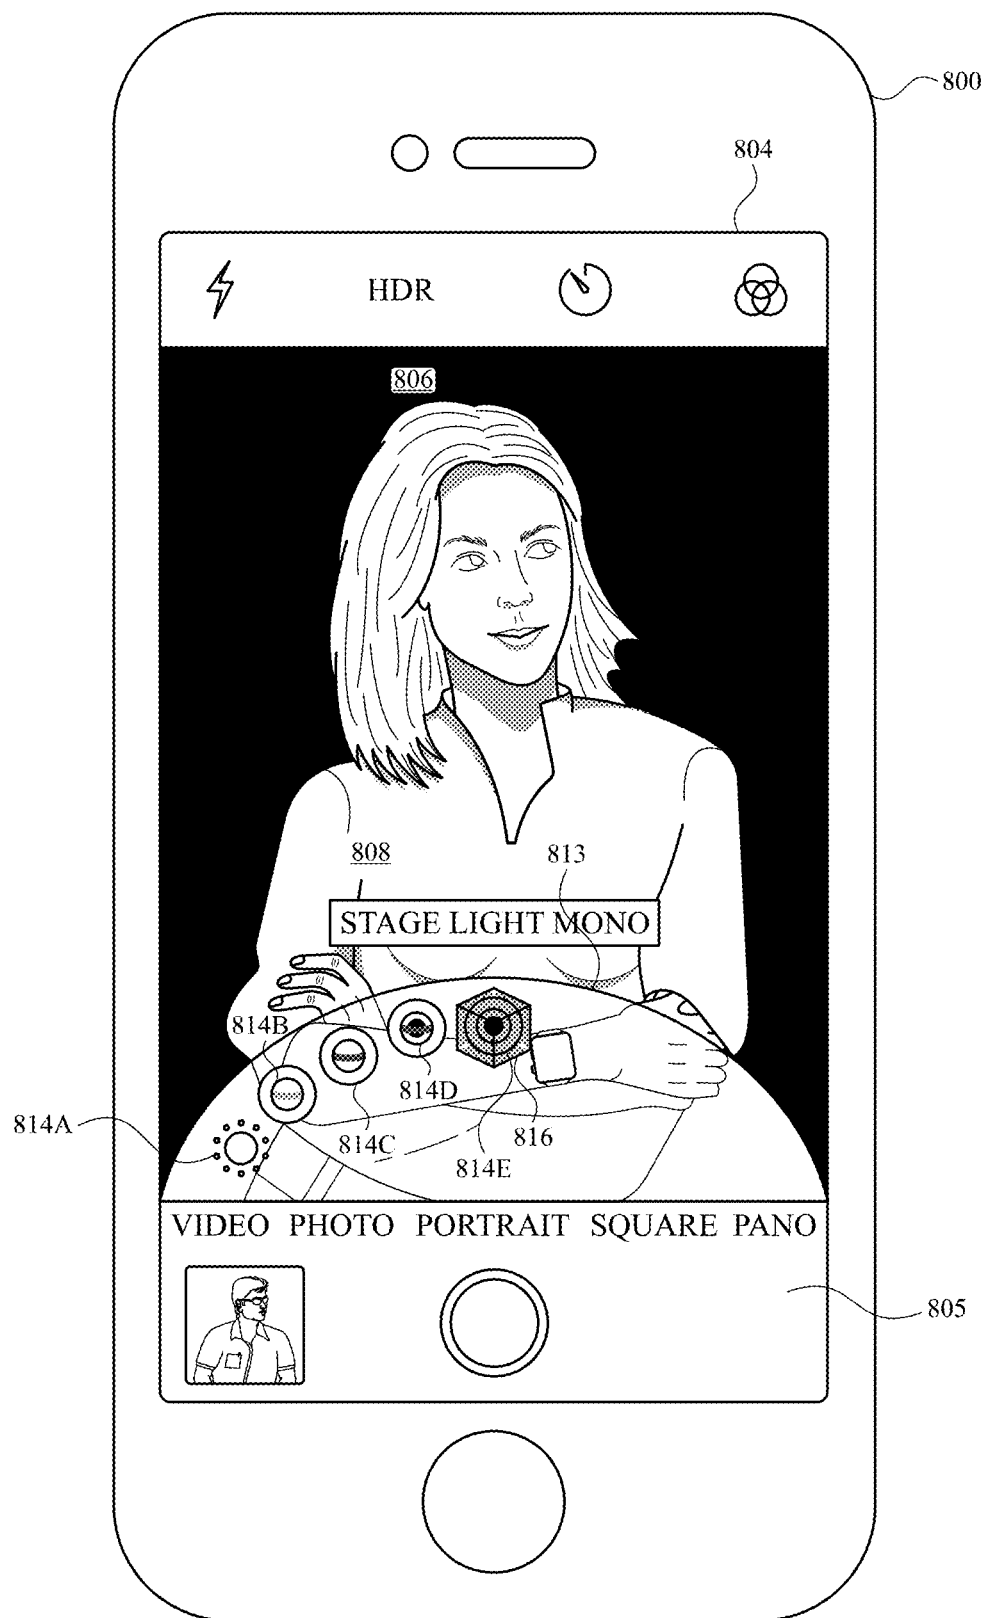 800
804
HDR
806
808
813
STAGE LIGHT MONO
814B
814D
814A
814C
816
814E
VIDEO PHOTO PORTRAIT SQUARE PANO
805